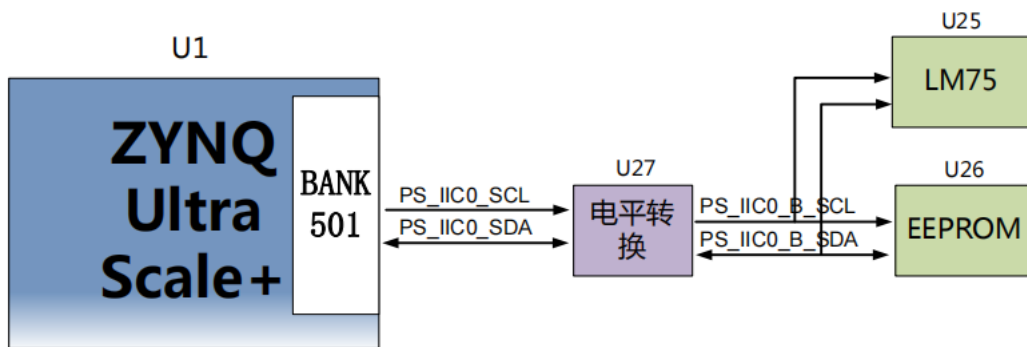 U1
ZYNQ
Ultra
Scale+
BANK
501
PS_IIC0_SCL
PS_IIC0_SDA
U27
电平转
换
PS_IIC0_B_SCL
PS_IIC0_B_SDA
U25
LM75
U26
EEPROM